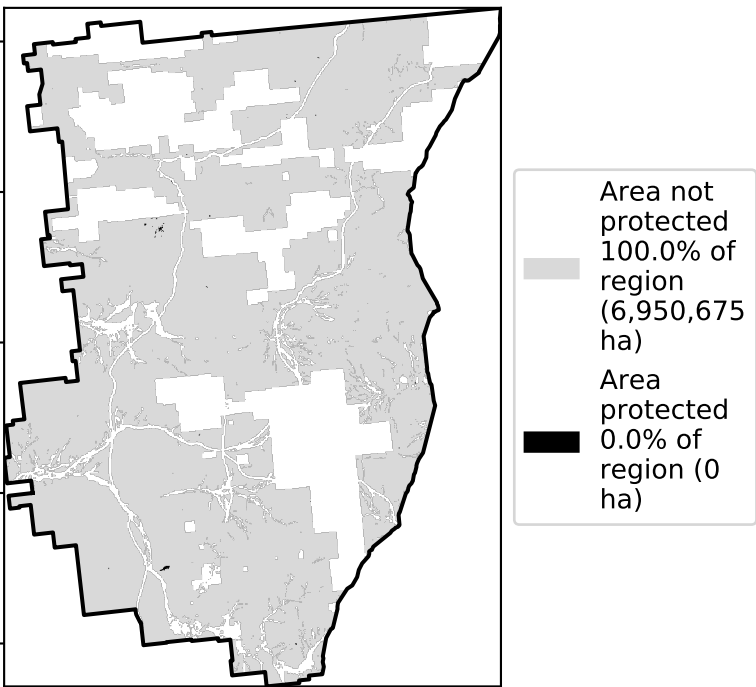 Area not
protected
100.0% of
region
(6,950,675
ha)
Area
protected
0.0% of
region (0
ha)